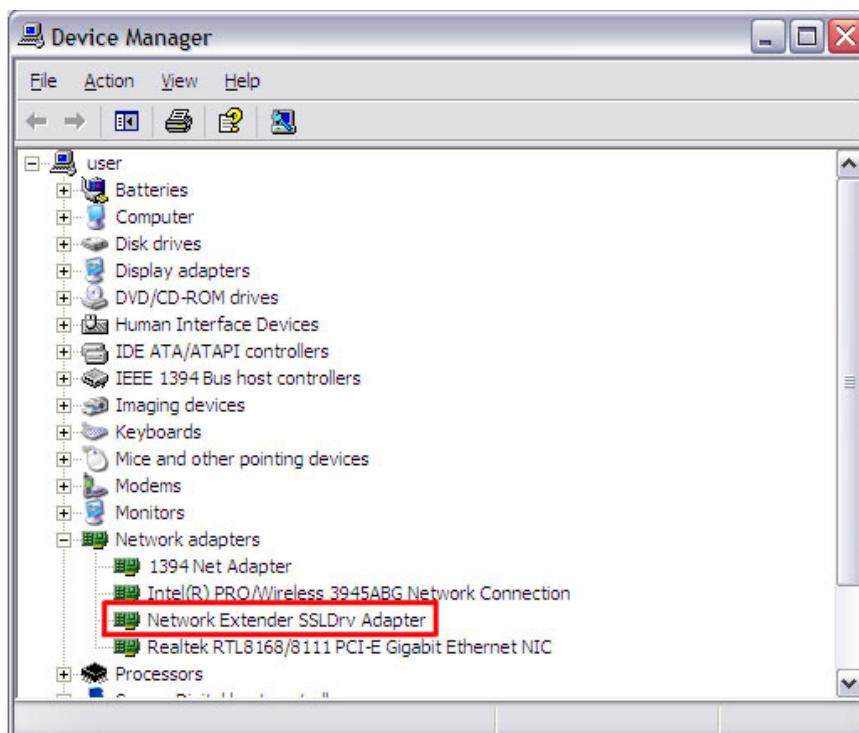 Device Manager
File Action View Help
user
Batteries
Computer
Disk drives
Display adapters
DVD/CD-ROM drives
Human Interface Devices
IDE ATA/ATAPI controllers
IEEE 1394 Bus host controllers
Imaging devices
Keyboards
Mice and other pointing devices
Modems
Monitors
Network adapters
1394 Net Adapter
Intel(R) PRO/Wireless 3945ABG Network Connection
Network Extender SSLDrv Adapter
Realtek RTL8168/8111 PCI-E Gigabit Ethernet NIC
Processors